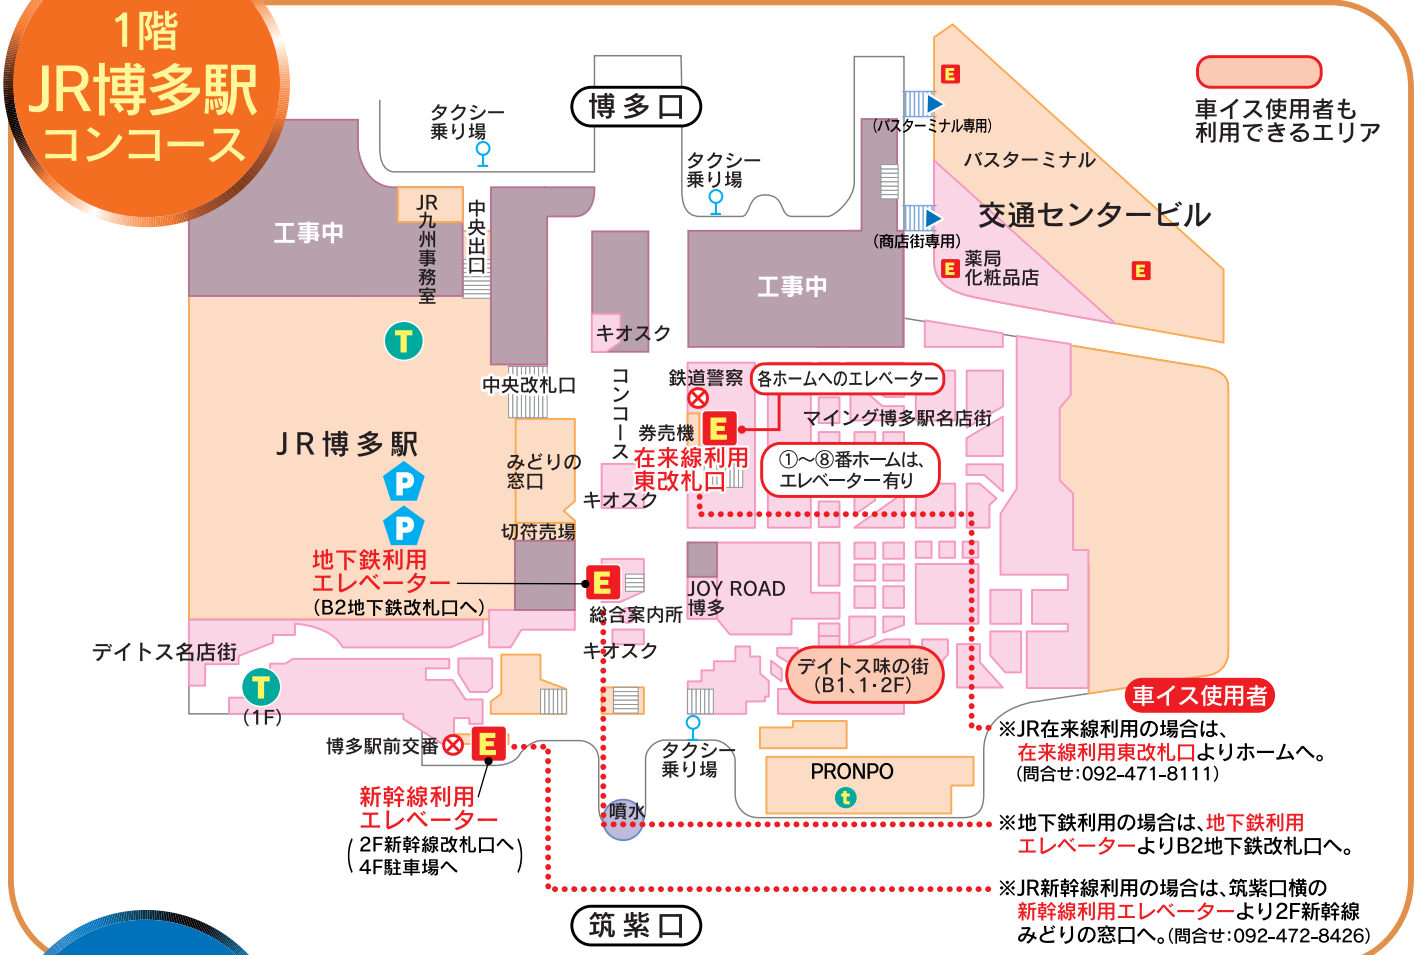 1階
JR博多駅
コンコース
博多口
タクシー
乗り場
タクシー
乗り場
E
(バスターミナル専用)
バスターミナル
車イス使用者も
利用できるエリア
工事中
JR九州事務室
中央出口
交通センタービル
(商店街専用)
E
薬局
化粧品店
E
工事中
キオスク
T
中央改札口
コンコース
鉄道警察
各ホームへのエレベーター
マイング博多駅名店街
券売機
E
在来線利用
東改札口
①〜⑧番ホームは、
エレベーター有り
JR博多駅
みどりの
窓口
キオスク
P
P
切符売場
地下鉄利用
エレベーター
(B2地下鉄改札口へ)
E
JOY ROAD
博多
総合案内所
キオスク
デイトス名店街
T
(1F)
デイトス味の街
(B1、1・2F)
博多駅前交番
E
タクシー
乗り場
PRONPO
t
噴水
新幹線利用
エレベーター
(2F新幹線改札口へ
4F駐車場へ)
筑紫口
車イス使用者
※JR在来線利用の場合は、
在来線利用東改札口よりホームへ。
(問合せ:092-471-8111)
※地下鉄利用の場合は、地下鉄利用
エレベーターよりB2地下鉄改札口へ。
※JR新幹線利用の場合は、筑紫口横の
新幹線利用エレベーターより2F新幹線
みどりの窓口へ。(問合せ:092-472-8426)